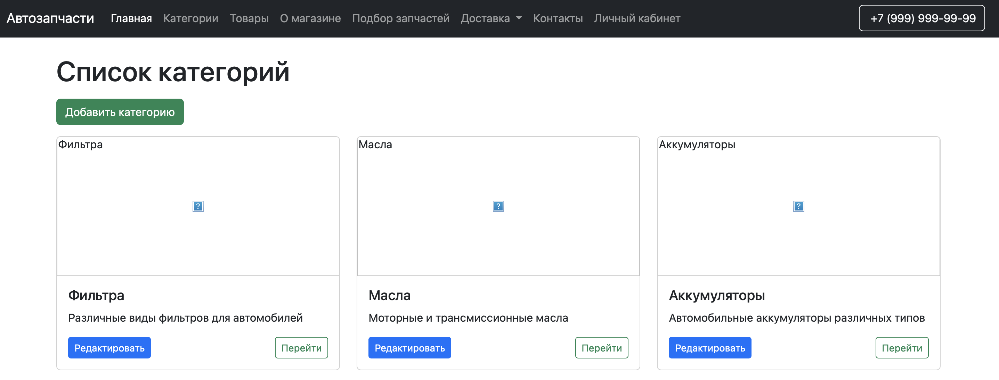 Автозапчасти Главная Категории Товары О магазине Подбор запчастей Доставка Контакты Личный кабинет +7 (999) 999-99-99
Список категорий
Добавить категорию
Фильтра
?
Фильтра
Различные виды фильтров для автомобилей
Редактировать Перейти
Масла
?
Масла
Моторные и трансмиссионные масла
Редактировать Перейти
Аккумуляторы
?
Аккумуляторы
Автомобильные аккумуляторы различных типов
Редактировать Перейти